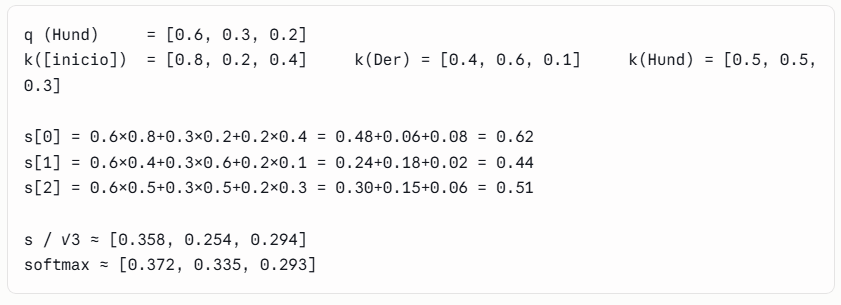 q (Hund)     = [0.6, 0.3, 0.2]
k([inicio])  = [0.8, 0.2, 0.4]     k(Der) = [0.4, 0.6, 0.1]     k(Hund) = [0.5, 0.5,
0.3]
s[0] = 0.6×0.8+0.3×0.2+0.2×0.4 = 0.48+0.06+0.08 = 0.62
s[1] = 0.6×0.4+0.3×0.6+0.2×0.1 = 0.24+0.18+0.02 = 0.44
s[2] = 0.6×0.5+0.3×0.5+0.2×0.3 = 0.30+0.15+0.06 = 0.51
s / √3 ≈ [0.358, 0.254, 0.294]
softmax ≈ [0.372, 0.335, 0.293]